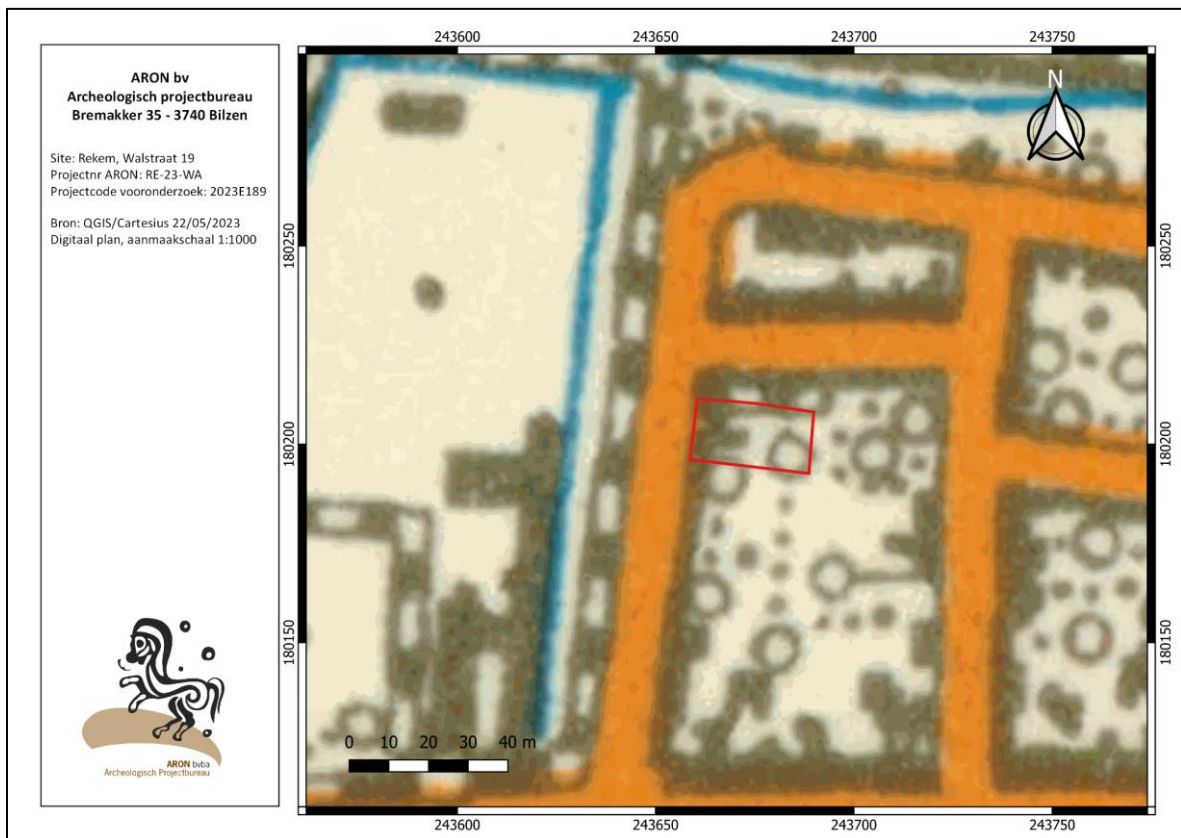 ARON bv
Archeologisch projectbureau
Bremakker 35 - 3740 Bilzen
Site: Rekem, Walstraat 19
Projectnr ARON: RE-23-WA
Projectcode vooronderzoek: 2023E189
Bron: QGIS/Cartesius 22/05/2023
Digitaal plan, aanmaakschaal 1:1000
ARON bvba
Archeologisch Projectbureau
243600 243650 243700 243750
N
180250 180250
180200 180200
180150 180150
0 10 20 30 40 m
243600 243650 243700 243750